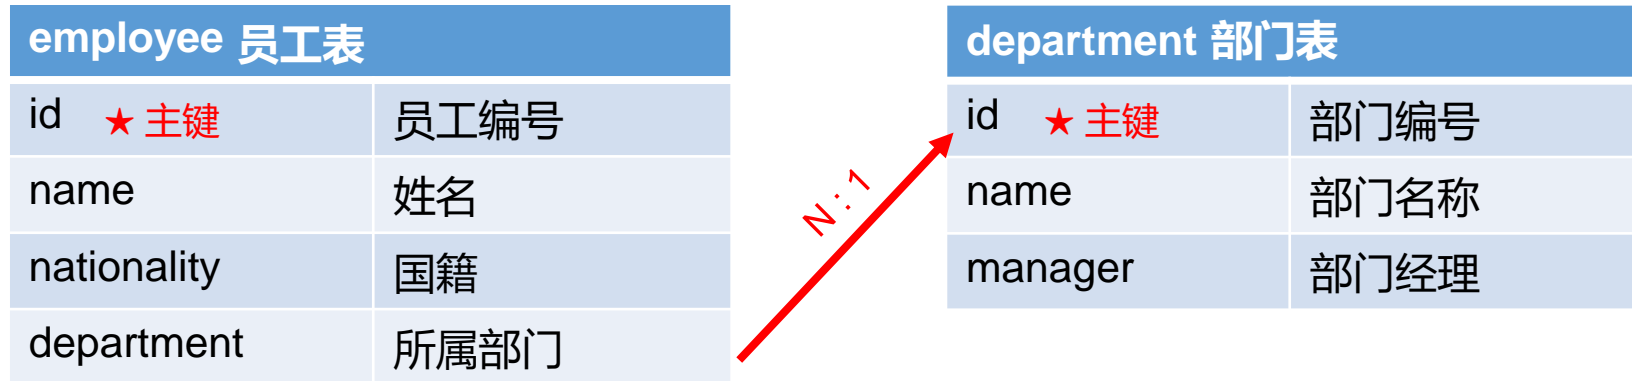 employee 员工表
id ★ 主键 员工编号
name 姓名
nationality 国籍
department 所属部门
N : 1
department 部门表
id ★ 主键 部门编号
name 部门名称
manager 部门经理